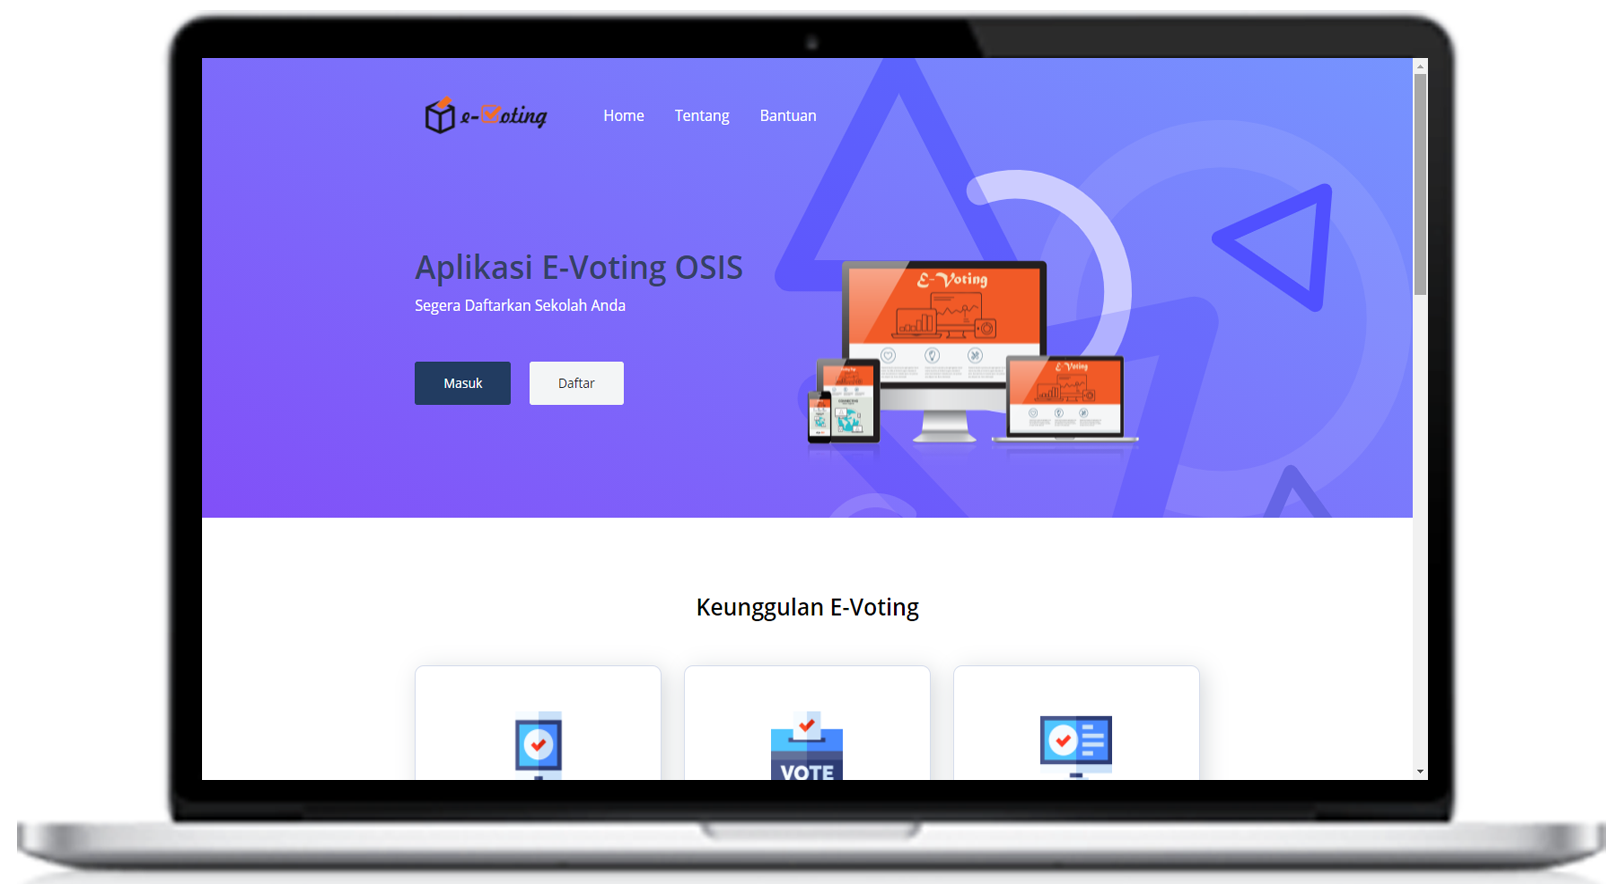 e-Voting
Home Tentang Bantuan
Aplikasi E-Voting OSIS
Segera Daftarkan Sekolah Anda
Masuk Daftar
E-Voting
E-Voting
Keunggulan E-Voting
VOTE